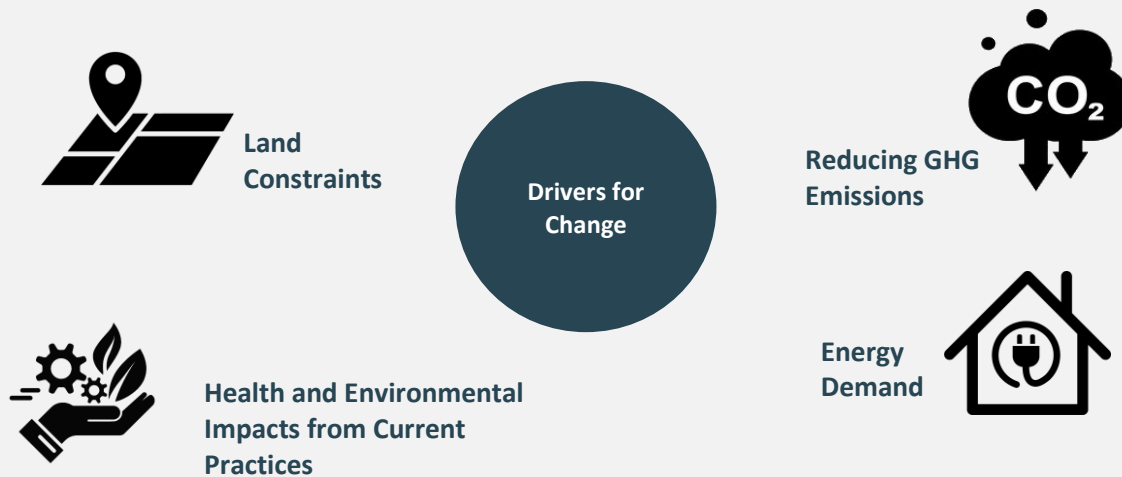 Land
Constraints
Drivers for
Change
CO₂
Reducing GHG
Emissions
Health and Environmental
Impacts from Current
Practices
Energy
Demand